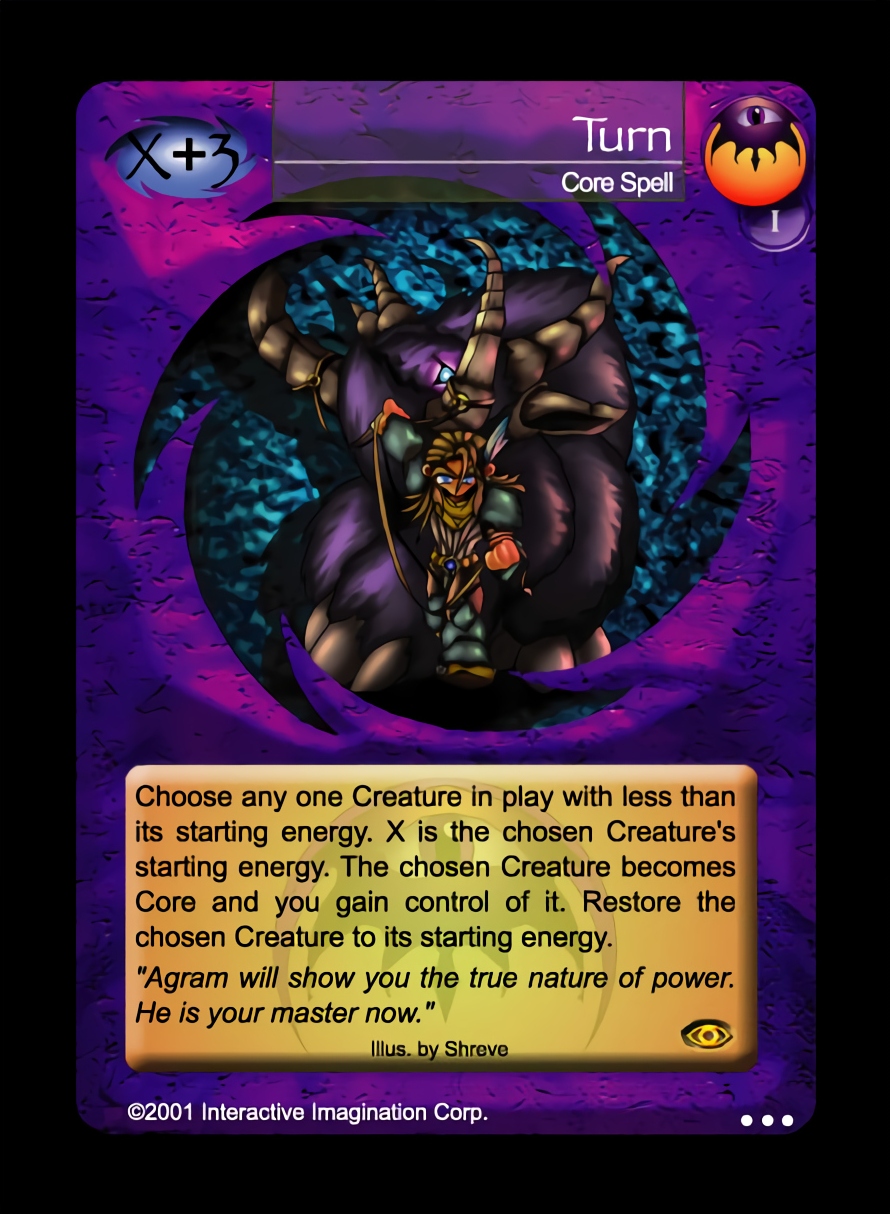 X+3
Turn
Core Spell
I
Choose any one Creature in play with less than
its starting energy. X is the chosen Creature's
starting energy. The chosen Creature becomes
Core and you gain control of it. Restore the
chosen Creature to its starting energy.
"Agram will show you the true nature of power.
He is your master now."
Illus. by Shreve
©2001 Interactive Imagination Corp.